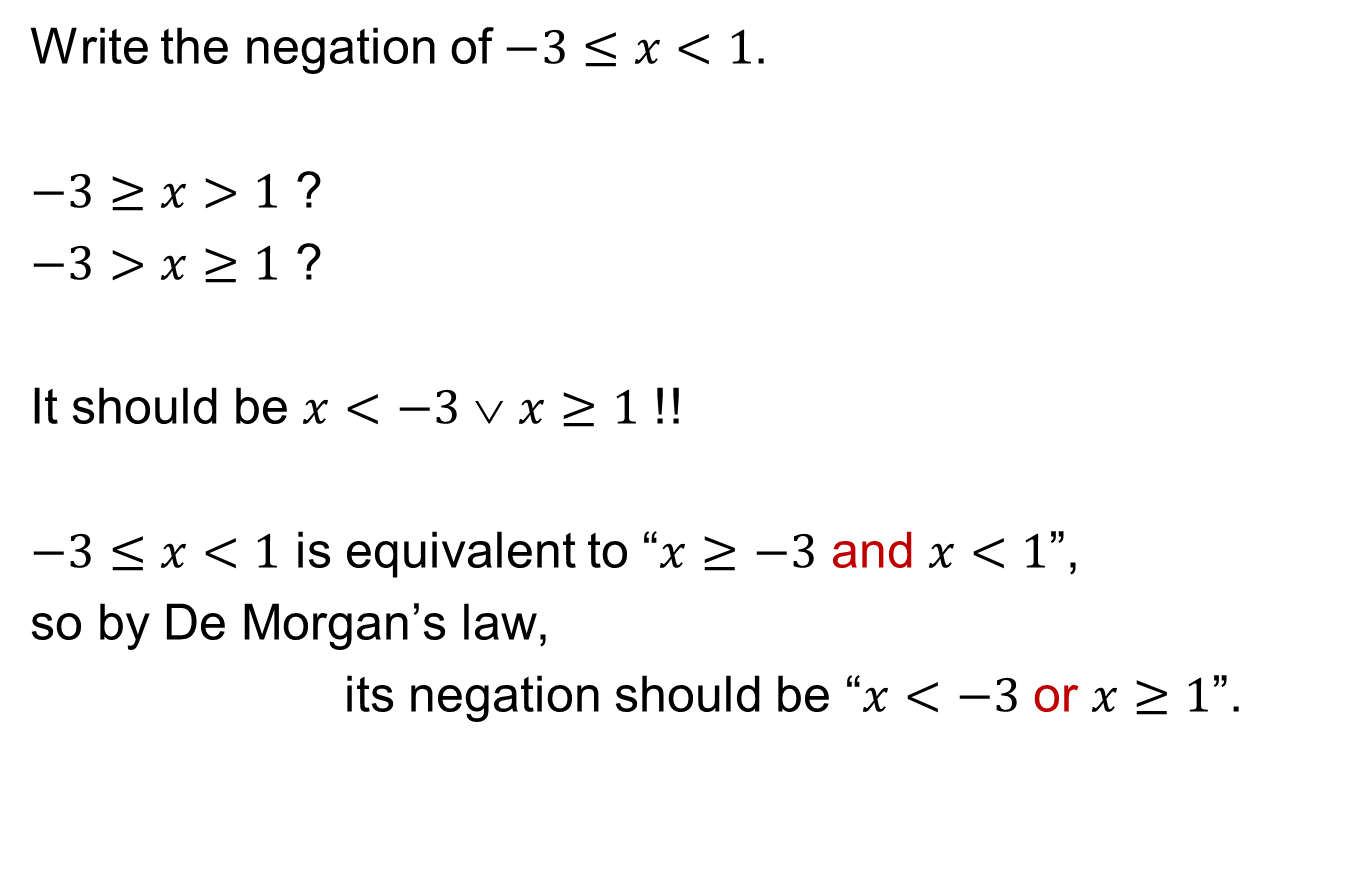 Write the negation of −3 ≤ x < 1.
−3 ≥ x > 1 ?
−3 > x ≥ 1 ?
It should be x < −3 ∨ x ≥ 1 !!
−3 ≤ x < 1 is equivalent to “x ≥ −3 and x < 1”,
so by De Morgan’s law,
its negation should be “x < −3 or x ≥ 1”.